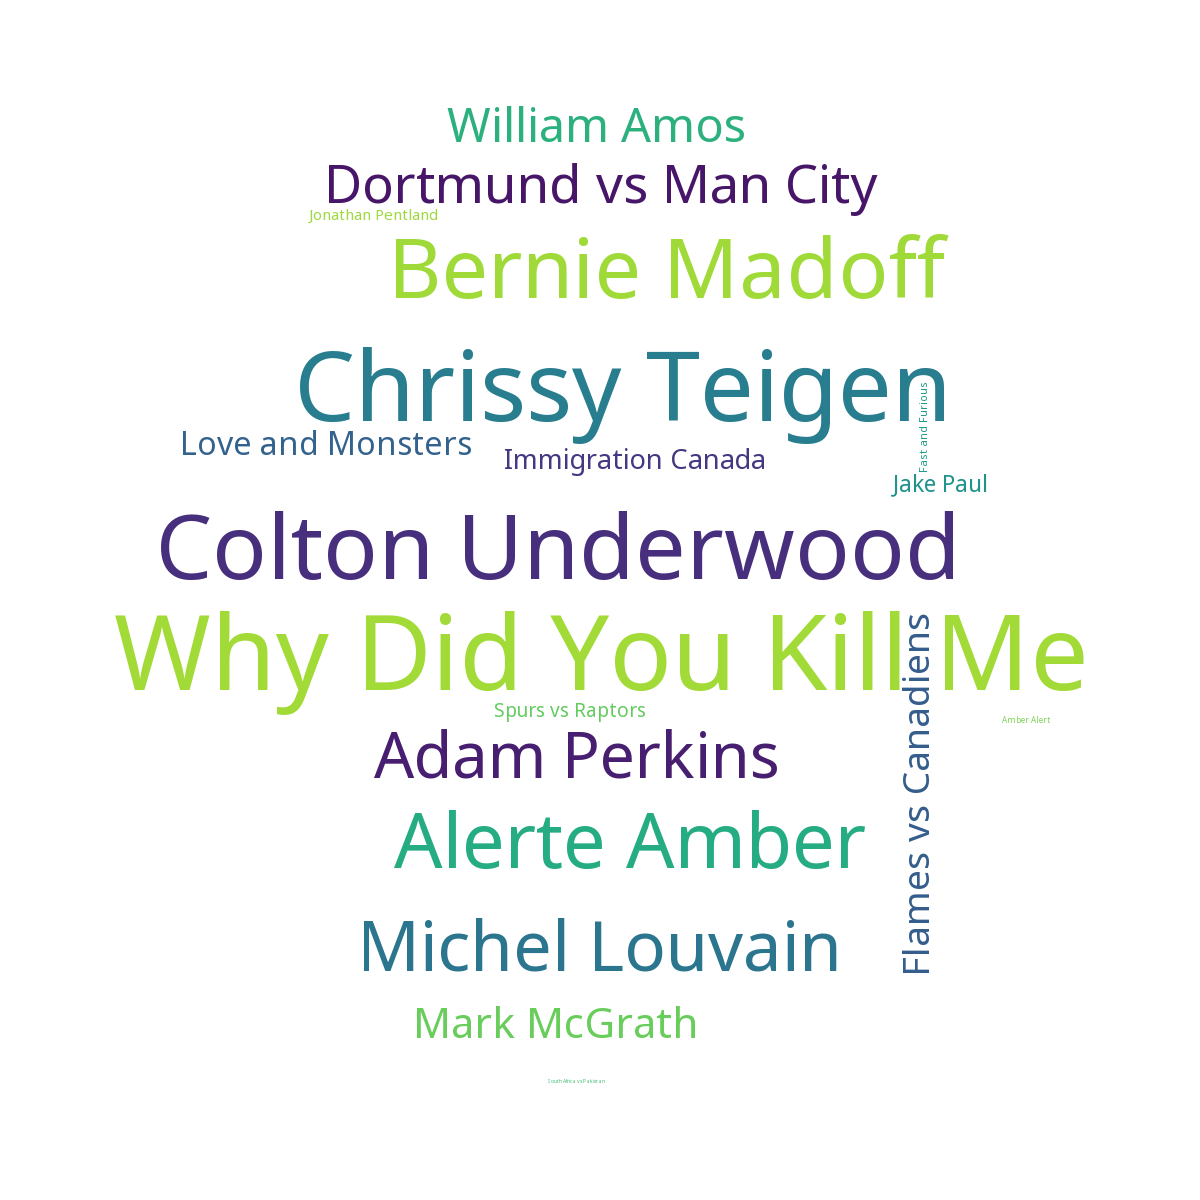 William Amos
Dortmund vs Man City
Jonathan Pentland
Bernie Madoff
Chrissy Teigen
Fast and Furious
Love and Monsters
Immigration Canada
Jake Paul
Colton Underwood
Why Did You Kill Me
Flames vs Canadiens
Spurs vs Raptors
Amber Alert
Adam Perkins
Alerte Amber
Michel Louvain
Mark McGrath
South Africa vs Pakistan